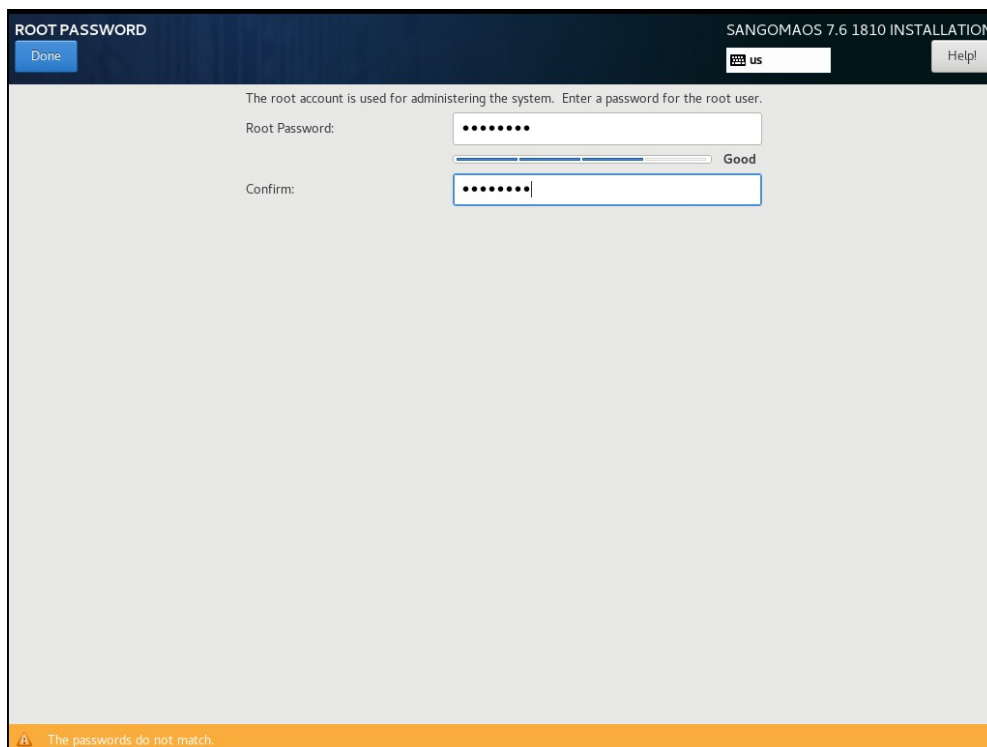 ROOT PASSWORD
SANGOMAOS 7.6 1810 INSTALLATION
Done
us
Help!
The root account is used for administering the system. Enter a password for the root user.
Root Password:
••••••••
Good
Confirm:
••••••••
The passwords do not match.